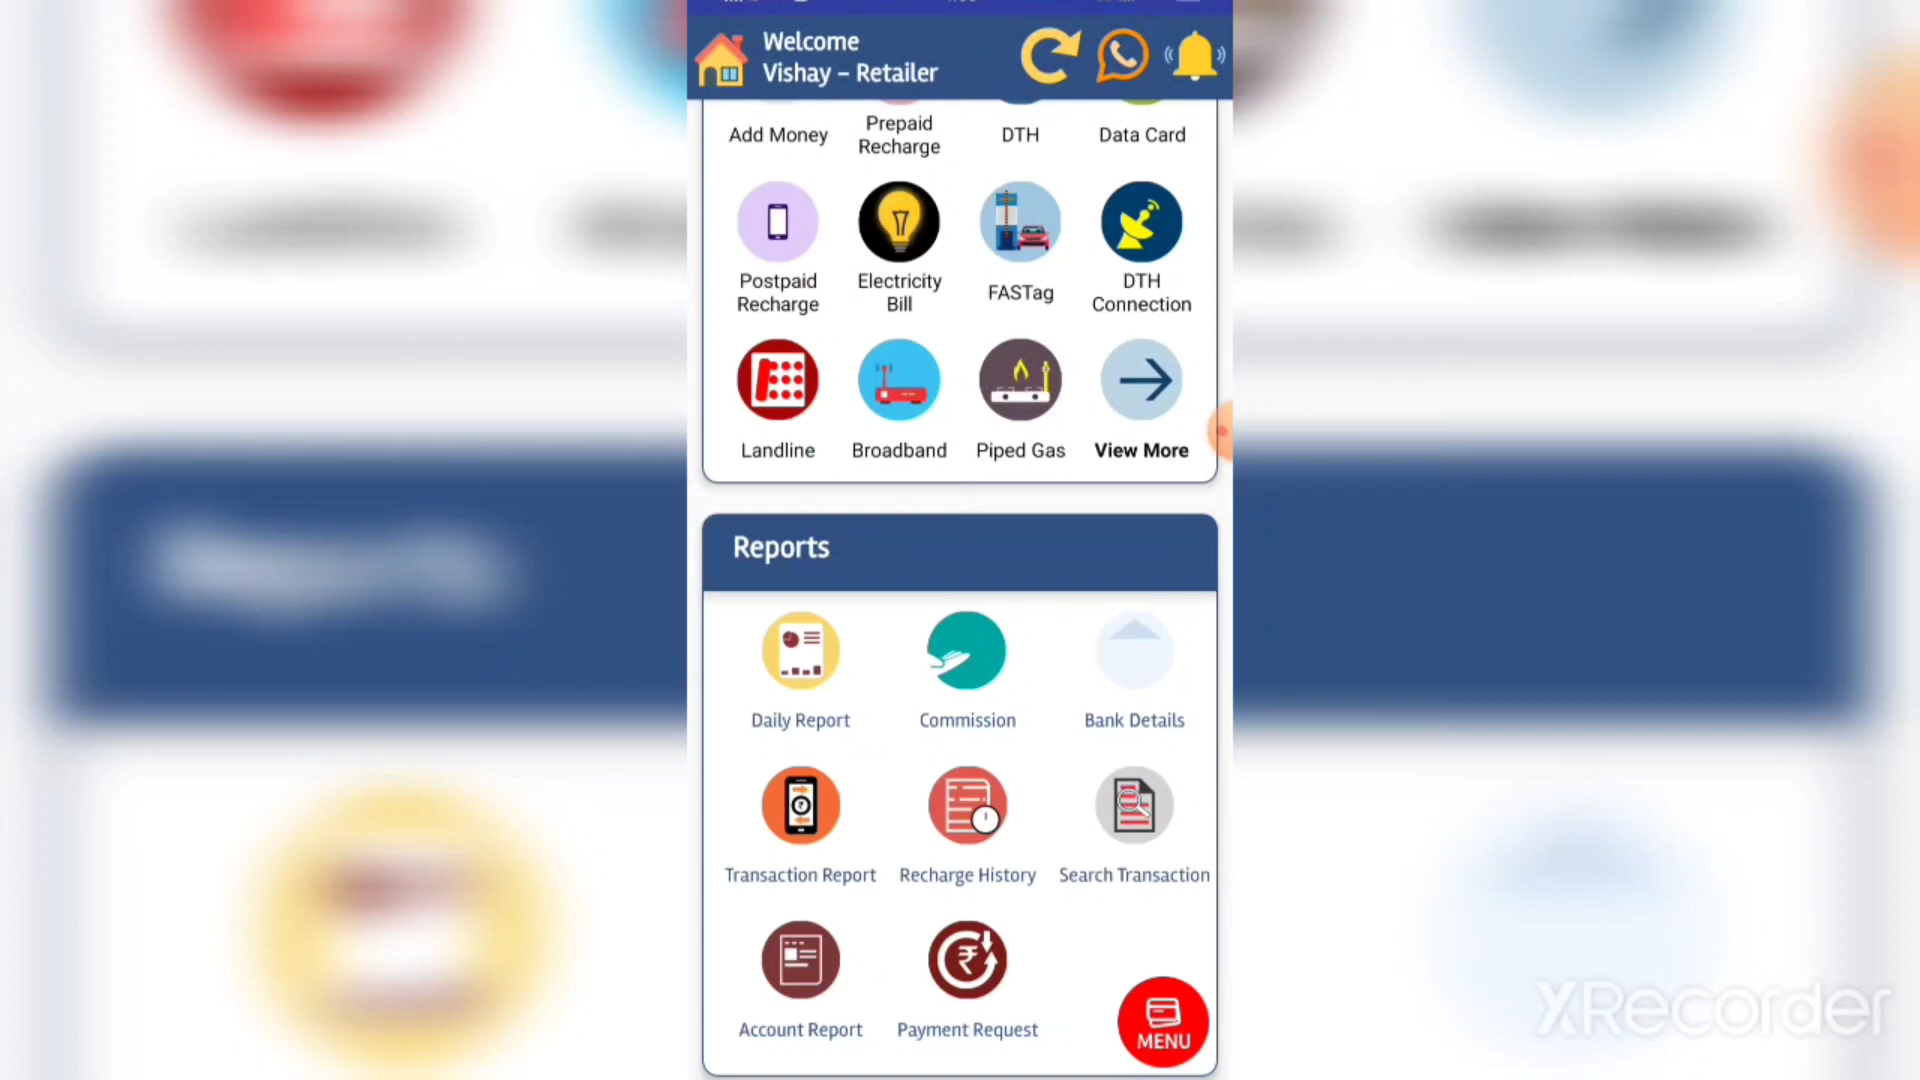 Welcome
Vishay – Retailer
Add Money
Prepaid
Recharge
DTH
Data Card
Postpaid
Recharge
Electricity
Bill
FASTag
DTH
Connection
Landline
Broadband
Piped Gas
View More
Reports
Daily Report
Commission
Bank Details
Transaction Report
Recharge History
Search Transaction
Account Report
Payment Request
MENU
XRecorder